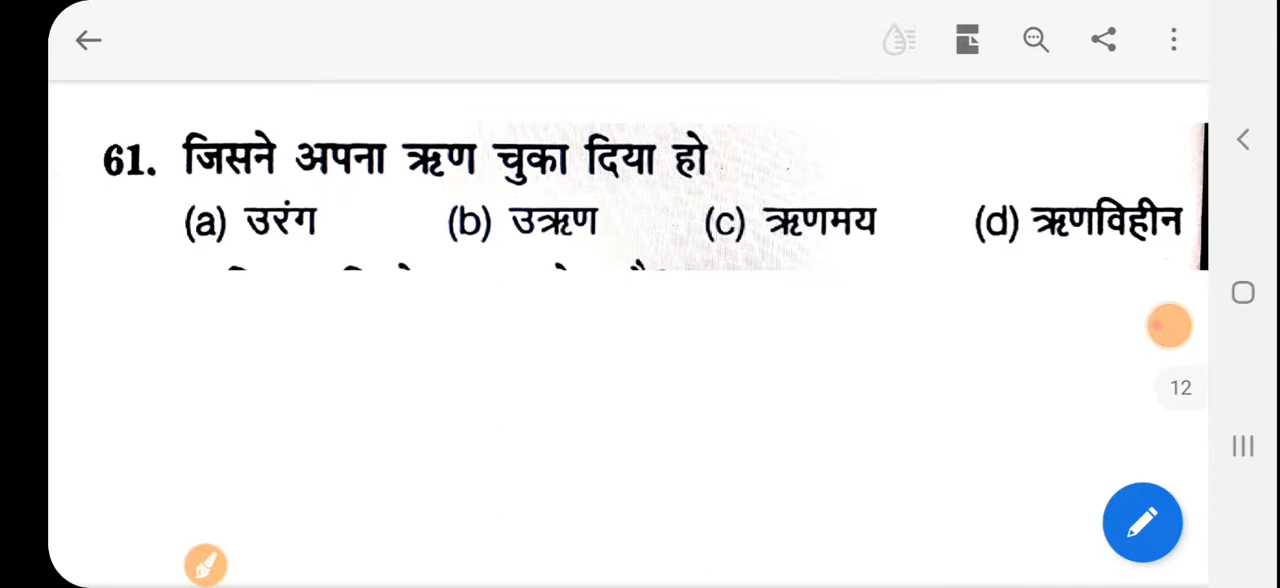 61. जिसने अपना ऋण चुका दिया हो
(a) उरंग (b) उऋण (c) ऋणमय (d) ऋणविहीन
12